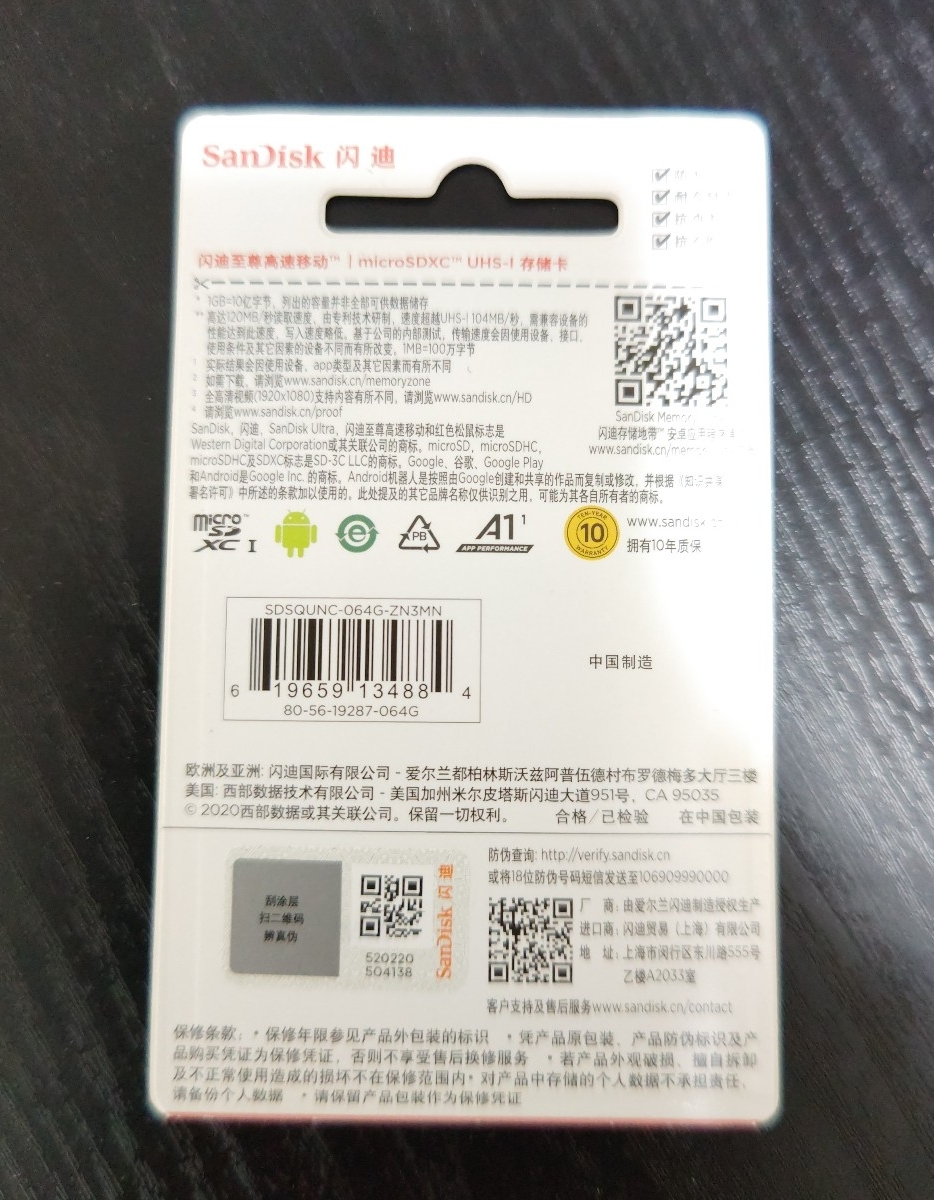 SanDisk 闪迪
闪迪至尊高速移动™ | microSDXC™ UHS-I 存储卡
* 1GB=10亿字节，列出的容量并非全部可供数据储存
** 高达120MB/秒读取速度，由专利技术研制，速度超越UHS-I 104MB/秒，需兼容设备的
性能达到此速度，写入速度略低。基于公司的内部测试，传输速度会因使用设备、接口、
使用条件及其它因素的设备不同而有所改变。1MB=100万字节
¹ 实际结果会因使用设备、app类型及其它因素而有所不同
² 如需下载，请浏览www.sandisk.cn/memoryzone
³ 全高清视频(1920x1080)支持内容有所不同，请浏览www.sandisk.cn/HD
⁴ 请浏览www.sandisk.cn/proof
SanDisk
闪迪存储地带™ 安卓应用
www.sandisk.cn/
SanDisk，闪迪，SanDisk Ultra，闪迪至尊高速移动和红色松鼠标志是
Western Digital Corporation或其关联公司的商标。microSD，microSDHC，
microSDHC及SDXC标志是SD-3C LLC的商标。Google、谷歌、Google Play
和Android是Google Inc. 的商标。Android机器人是按照由Google创建和共享的作品而复制或修改，并根据《知识共享
署名许可》中所述的条款加以使用的。此处提及的其它品牌名称仅供识别之用，可能为其各自所有者的商标。
micro SD XC I
e
PB
A1¹
APP PERFORMANCE
TEN-YEAR
10
WARRANTY
拥有10年质保
SDSQUNC-064G-ZN3MN
6 19659 13488 4
80-56-19287-064G
中国制造
欧洲及亚洲: 闪迪国际有限公司 - 爱尔兰都柏林斯沃兹阿普伍德村布罗德梅多大厅三楼
美国: 西部数据技术有限公司 - 美国加州米尔皮塔斯闪迪大道951号，CA 95035
© 2020西部数据或其关联公司。保留一切权利。 合格/已检验 在中国包装
刮涂层
扫二维码
辨真伪
520220
504138
SanDisk 闪迪
防伪查询: http://verify.sandisk.cn
或将18位防伪号码短信发送至106909990000
厂 商: 由爱尔兰闪迪制造授权生产
进口商: 闪迪贸易（上海）有限公司
地 址: 上海市闵行区东川路555号
乙楼A2033室
客户支持及售后服务www.sandisk.cn/contact
保修条款: • 保修年限参见产品外包装的标识 • 凭产品原包装、产品防伪标识及产
品购买凭证为保修凭证，否则不享受售后换修服务 • 若产品外观破损、擅自拆卸
及不正常使用造成的损坏不在保修范围内• 对产品中存储的个人数据不承担责任，
请备份个人数据 • 请保留产品包装作为保修凭证